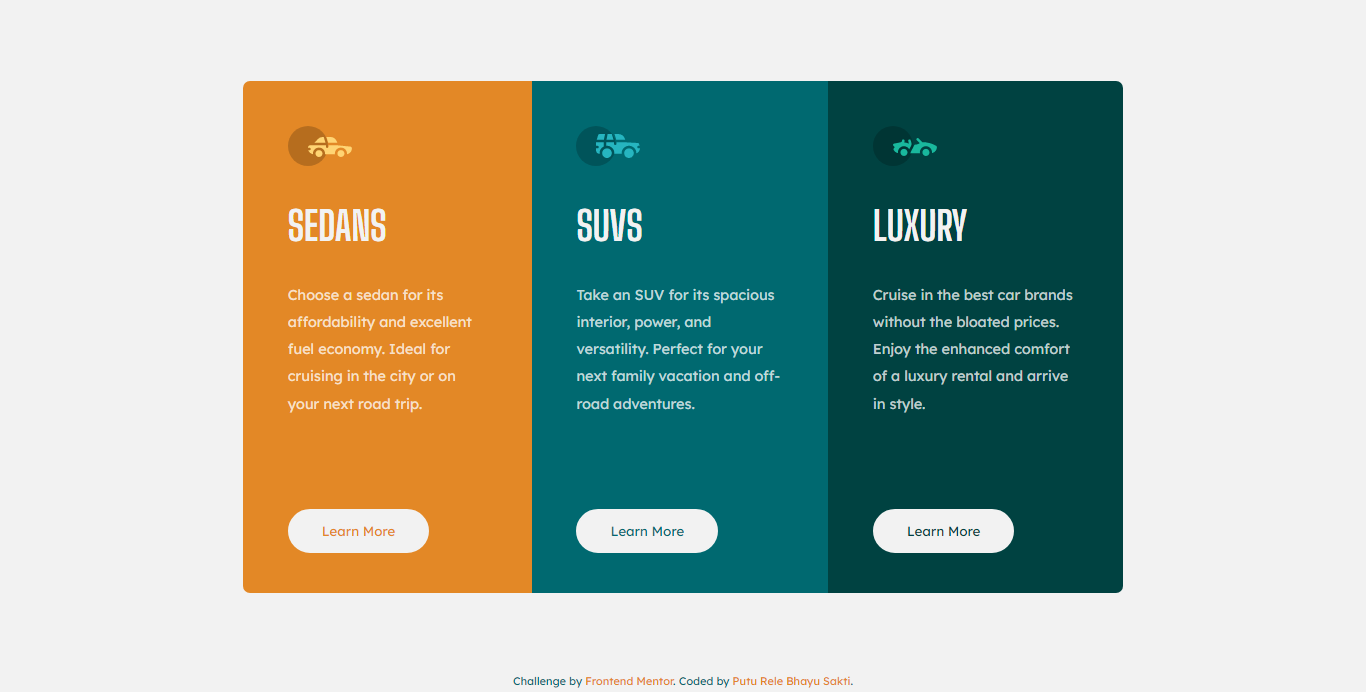 SEDANS
Choose a sedan for its
affordability and excellent
fuel economy. Ideal for
cruising in the city or on
your next road trip.
Learn More
SUVS
Take an SUV for its spacious
interior, power, and
versatility. Perfect for your
next family vacation and off-
road adventures.
Learn More
LUXURY
Cruise in the best car brands
without the bloated prices.
Enjoy the enhanced comfort
of a luxury rental and arrive
in style.
Learn More
Challenge by Frontend Mentor. Coded by Putu Rele Bhayu Sakti.